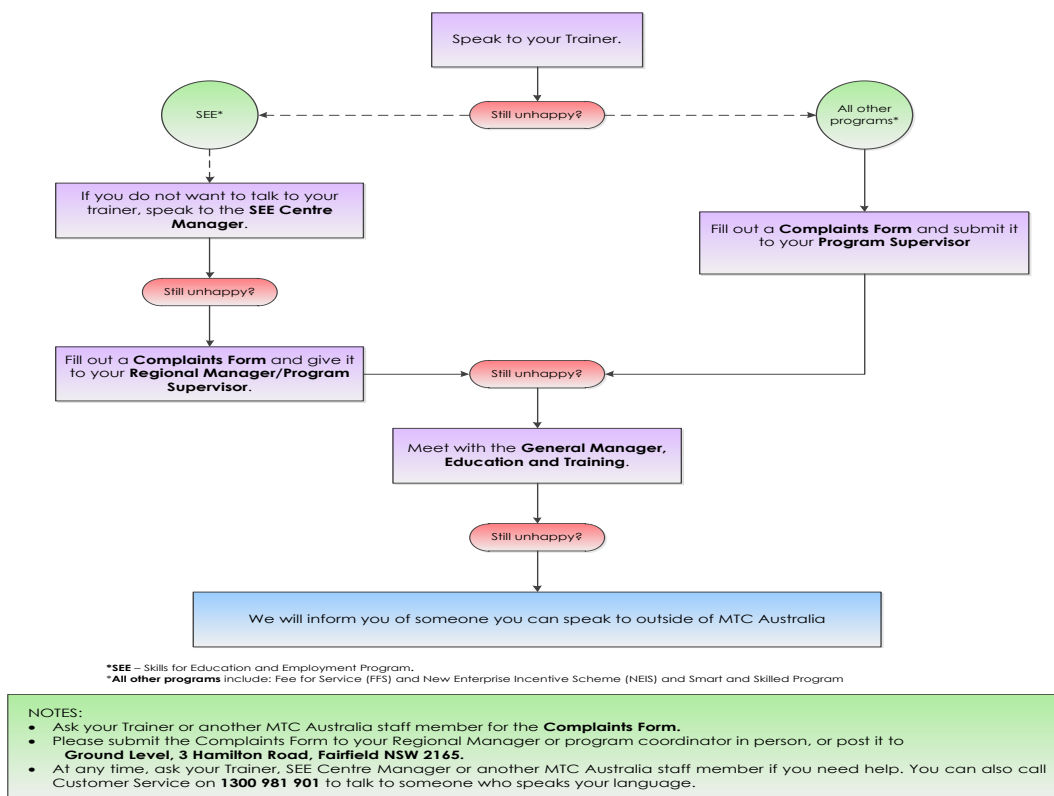 Speak to your Trainer.
Still unhappy?
SEE*
All other
programs*
If you do not want to talk to your
trainer, speak to the SEE Centre
Manager.
Fill out a Complaints Form and submit it
to your Program Supervisor
Still unhappy?
Fill out a Complaints Form and give it
to your Regional Manager/Program
Supervisor.
Still unhappy?
Meet with the General Manager,
Education and Training.
Still unhappy?
We will inform you of someone you can speak to outside of MTC Australia
*SEE – Skills for Education and Employment Program.
*All other programs include: Fee for Service (FFS) and New Enterprise Incentive Scheme (NEIS) and Smart and Skilled Program
NOTES:
• Ask your Trainer or another MTC Australia staff member for the Complaints Form.
• Please submit the Complaints Form to your Regional Manager or program coordinator in person, or post it to
Ground Level, 3 Hamilton Road, Fairfield NSW 2165.
• At any time, ask your Trainer, SEE Centre Manager or another MTC Australia staff member if you need help. You can also call
Customer Service on 1300 981 901 to talk to someone who speaks your language.